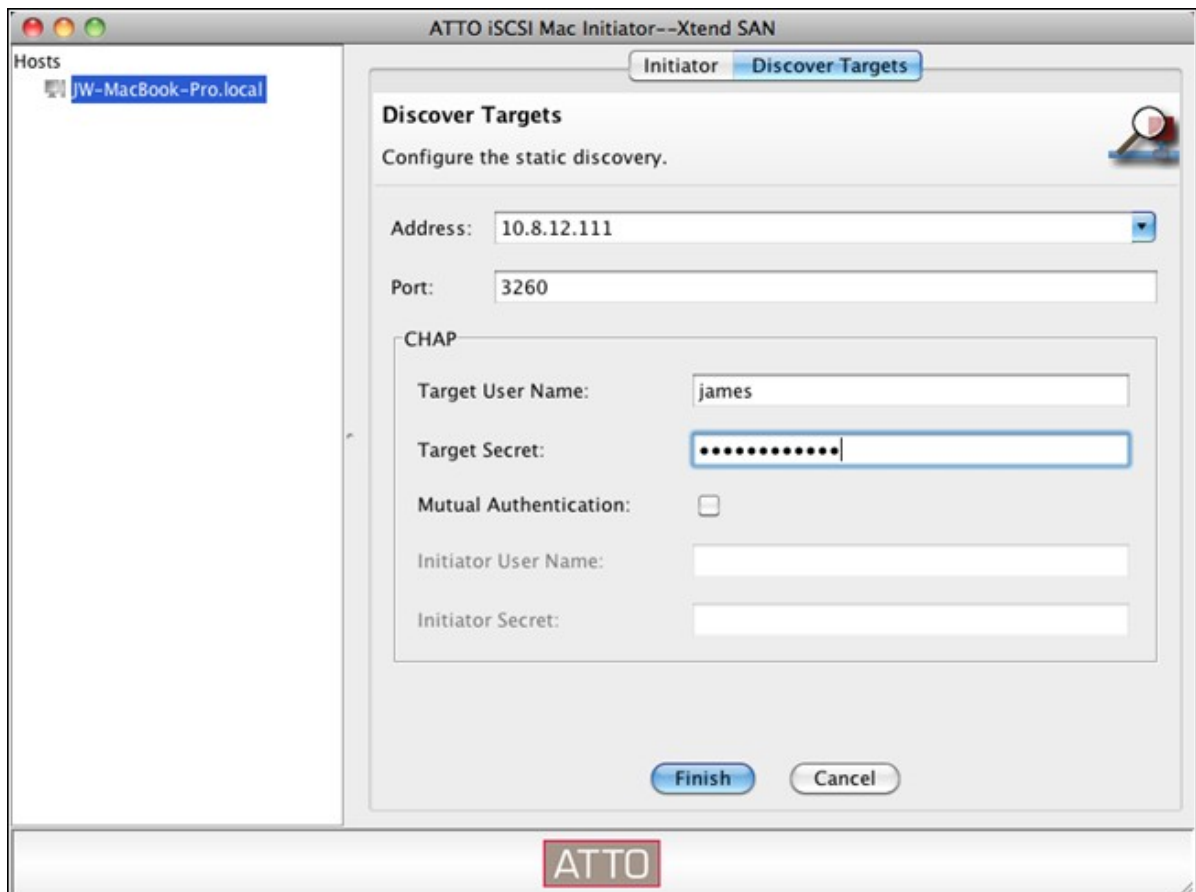 ATTO iSCSI Mac Initiator--Xtend SAN
Hosts
JW-MacBook-Pro.local
Initiator Discover Targets
Discover Targets
Configure the static discovery.
Address: 10.8.12.111
Port: 3260
CHAP
Target User Name: james
Target Secret: ••••••••••••
Mutual Authentication:
Initiator User Name:
Initiator Secret:
Finish Cancel
ATTO